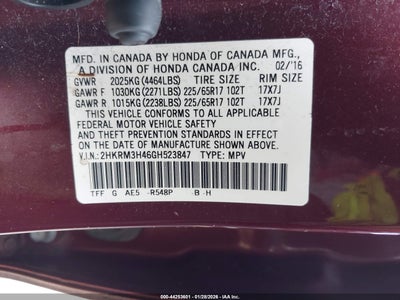 MFD. IN CANADA BY HONDA OF CANADA MFG.,
A DIVISION OF HONDA CANADA INC. 02/'16
GVWR 2025KG (4464LBS) TIRE SIZE RIM SIZE
GAWR F 1030KG (2271LBS) 225/65R17 102T 17X7J
GAWR R 1015KG (2238LBS) 225/65R17 102T 17X7J
THIS VEHICLE CONFORMS TO ALL APPLICABLE
FEDERAL MOTOR VEHICLE SAFETY AND
THEFT PREVENTION STANDARDS IN EFFECT ON
THE DATE OF MANUFACTURE SHOWN ABOVE.
V.I.N.: 2HKRM3H46GH523847 TYPE: MPV
TFF G AE5 -R548P -B -H
000-44253601 - 01/28/2026 - IAA, LLC